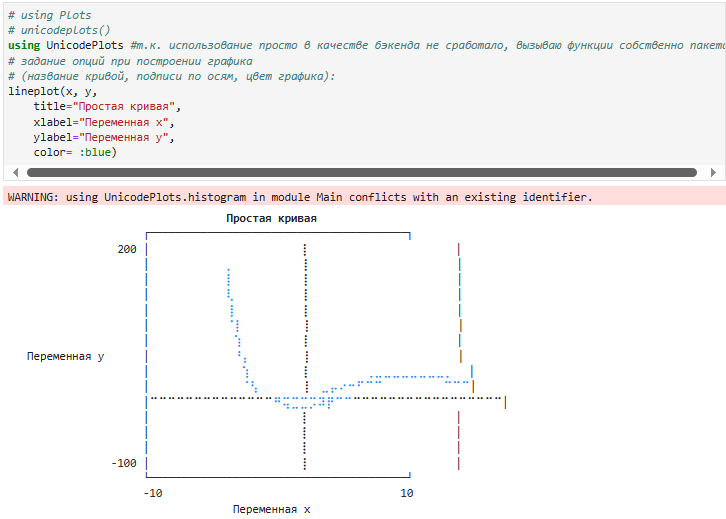 # using Plots
# unicodeplots()
using UnicodePlots #т.к. использование просто в качестве бэкенда не сработало, вызываю функции собственно пакета
# задание опций при построении графика
# (название кривой, подписи по осям, цвет графика):
lineplot(x, y,
    title="Простая кривая",
    xlabel="Переменная x",
    ylabel="Переменная y",
    color= :blue)
WARNING: using UnicodePlots.histogram in module Main conflicts with an existing identifier.
Простая кривая
200
Переменная y
-100
-10 10
Переменная x